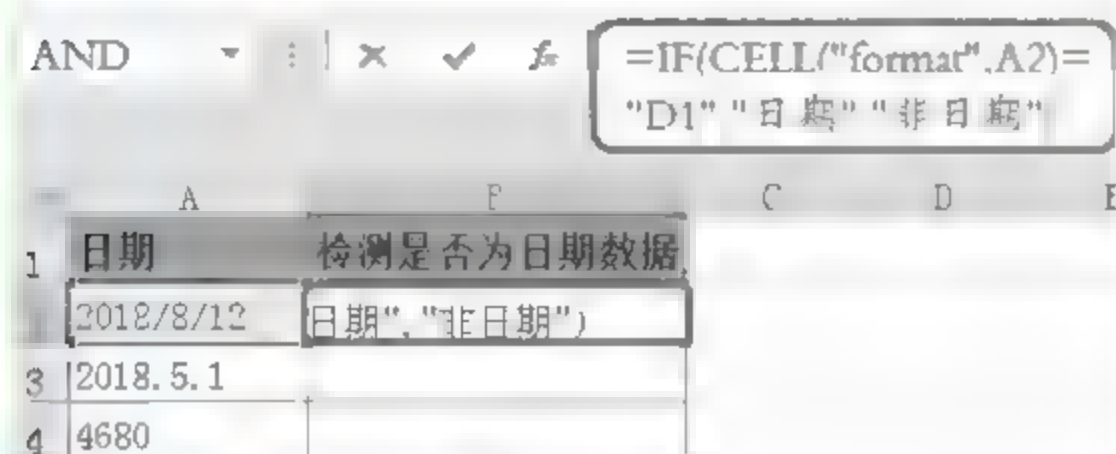 AND
=IF(CELL("format",A2)=
"D1" "日期" "非日期"
A C D E
1 日期 检测是否为日期数据
2018/8/12 日期","非日期")
3 2018.5.1
4 4680